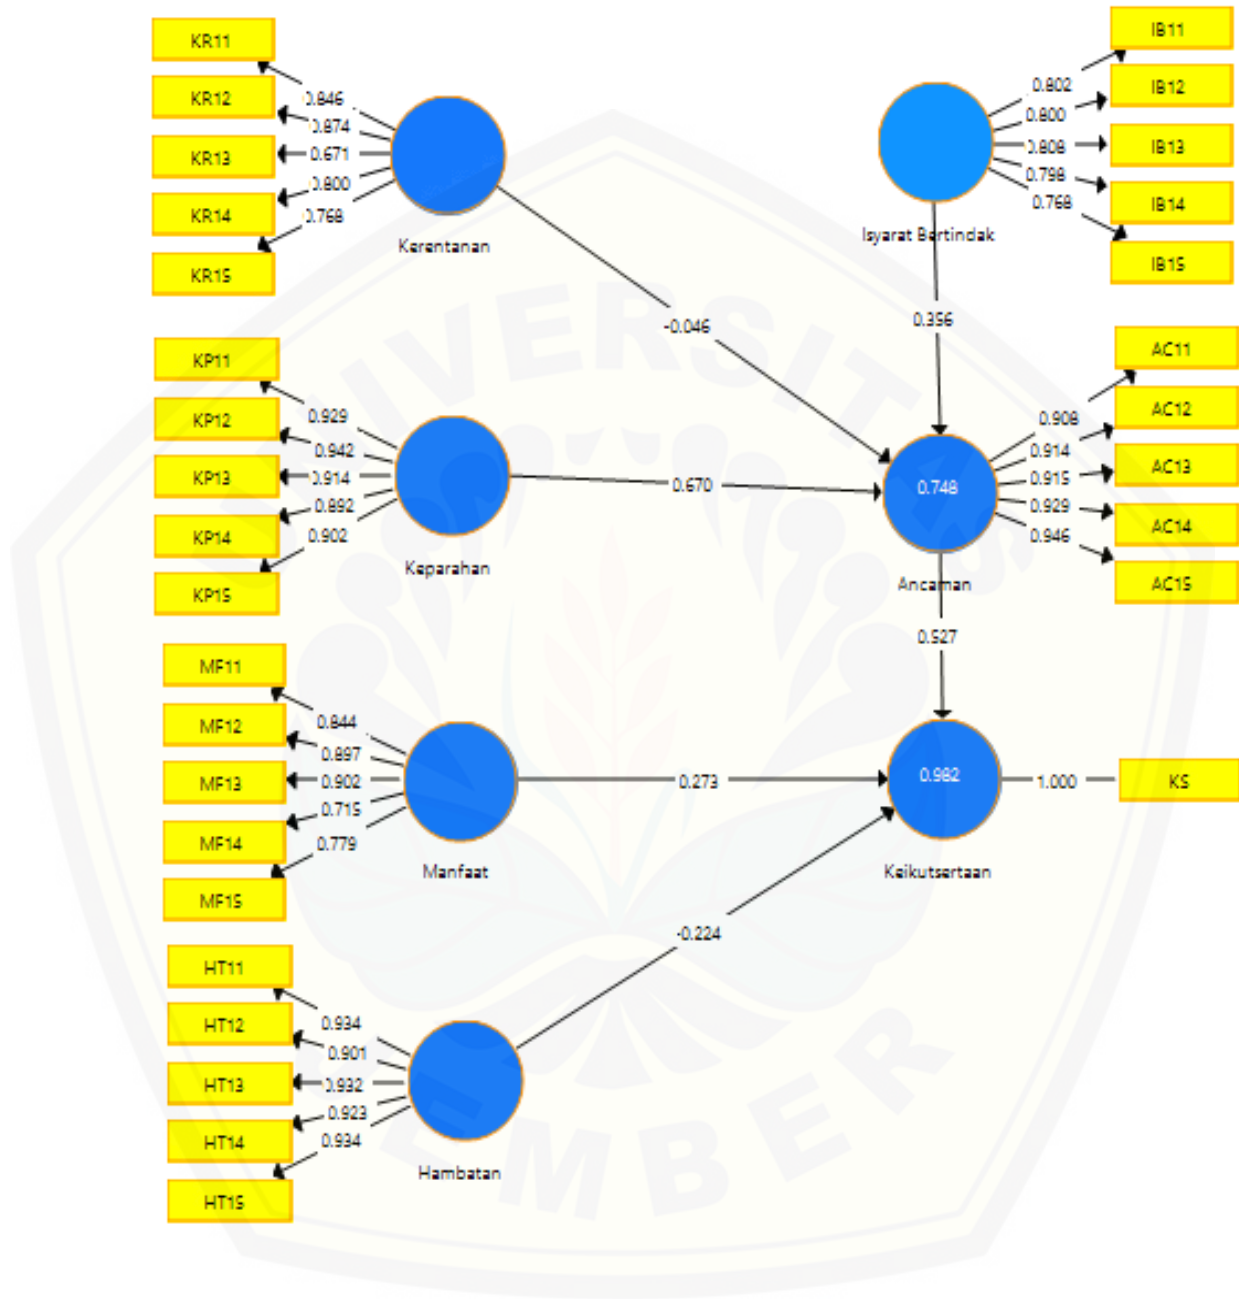 KR11
KR12
KR13
KR14
KR15
0.846
0.874
0.671
0.800
0.768
Kerentanan
IB11
IB12
IB13
IB14
IB15
0.802
0.800
0.808
0.798
0.768
Isyarat Bertindak
-0.046
0.356
KP11
KP12
KP13
KP14
KP15
0.929
0.942
0.914
0.892
0.902
Keparahan
0.670
AC11
AC12
AC13
AC14
AC15
0.908
0.914
0.915
0.929
0.946
0.748
Ancaman
0.527
MF11
MF12
MF13
MF14
MF15
0.844
0.897
0.902
0.715
0.779
Manfaat
0.273
0.982
Keikutsertaan
1.000
KS
-0.224
HT11
HT12
HT13
HT14
HT15
0.934
0.901
0.932
0.923
0.934
Hambatan
UNIVERSITAS
JEMBER